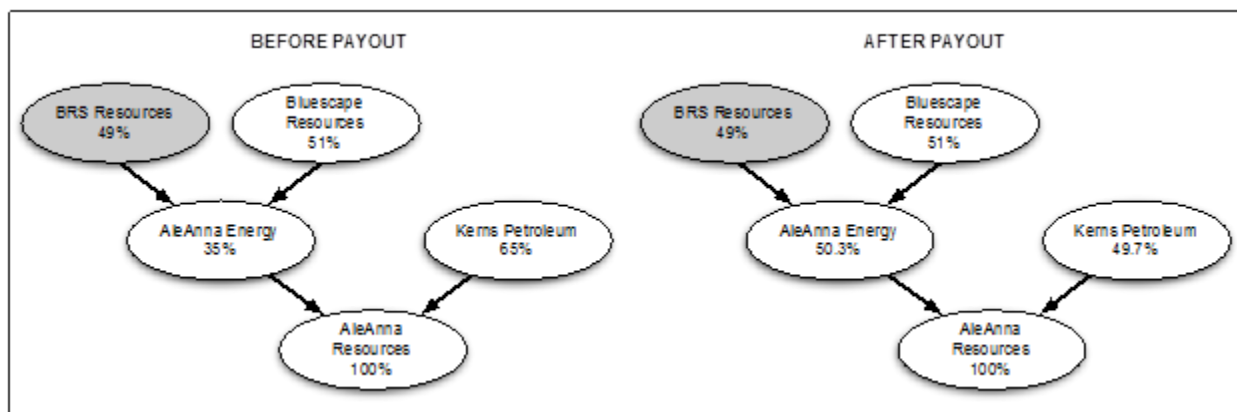 BEFORE PAYOUT
BRS Resources
49%
Bluescape
Resources
51%
AleAnna Energy
35%
Kerns Petroleum
65%
AleAnna
Resources
100%
AFTER PAYOUT
BRS Resources
49%
Bluescape
Resources
51%
AleAnna Energy
50.3%
Kerns Petroleum
49.7%
AleAnna
Resources
100%